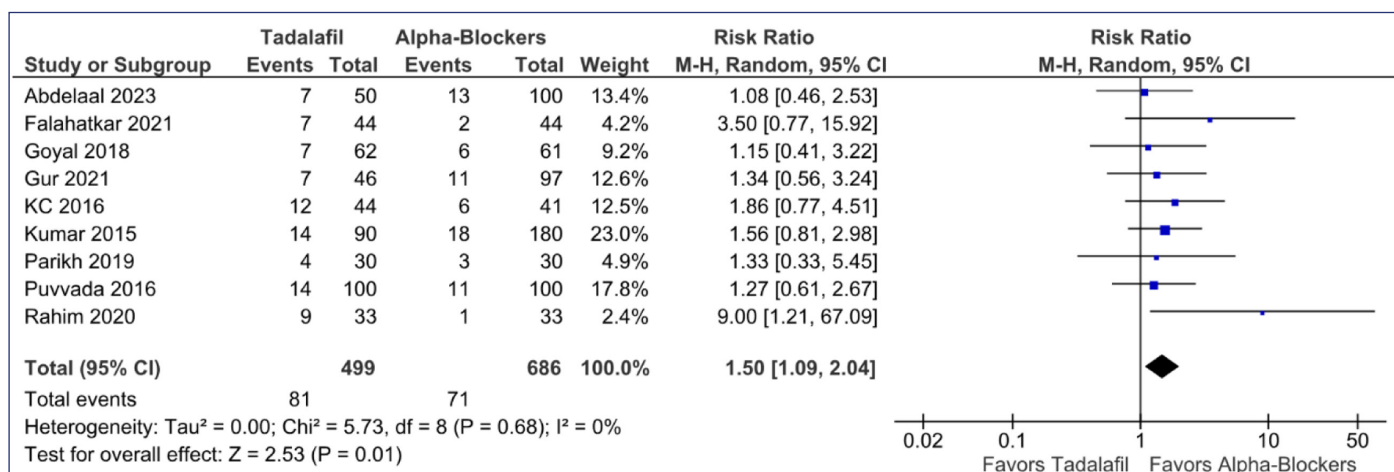 Tadalafil Alpha-Blockers Risk Ratio Risk Ratio
Study or Subgroup Events Total Events Total Weight M-H, Random, 95% CI M-H, Random, 95% CI
Abdelaal 2023 7 50 13 100 13.4% 1.08 [0.46, 2.53]
Falahatkar 2021 7 44 2 44 4.2% 3.50 [0.77, 15.92]
Goyal 2018 7 62 6 61 9.2% 1.15 [0.41, 3.22]
Gur 2021 7 46 11 97 12.6% 1.34 [0.56, 3.24]
KC 2016 12 44 6 41 12.5% 1.86 [0.77, 4.51]
Kumar 2015 14 90 18 180 23.0% 1.56 [0.81, 2.98]
Parikh 2019 4 30 3 30 4.9% 1.33 [0.33, 5.45]
Puvvada 2016 14 100 11 100 17.8% 1.27 [0.61, 2.67]
Rahim 2020 9 33 1 33 2.4% 9.00 [1.21, 67.09]
Total (95% CI) 499 686 100.0% 1.50 [1.09, 2.04]
Total events 81 71
Heterogeneity: Tau² = 0.00; Chi² = 5.73, df = 8 (P = 0.68); I² = 0%
Test for overall effect: Z = 2.53 (P = 0.01)
0.02 0.1 1 10 50
Favors Tadalafil Favors Alpha-Blockers